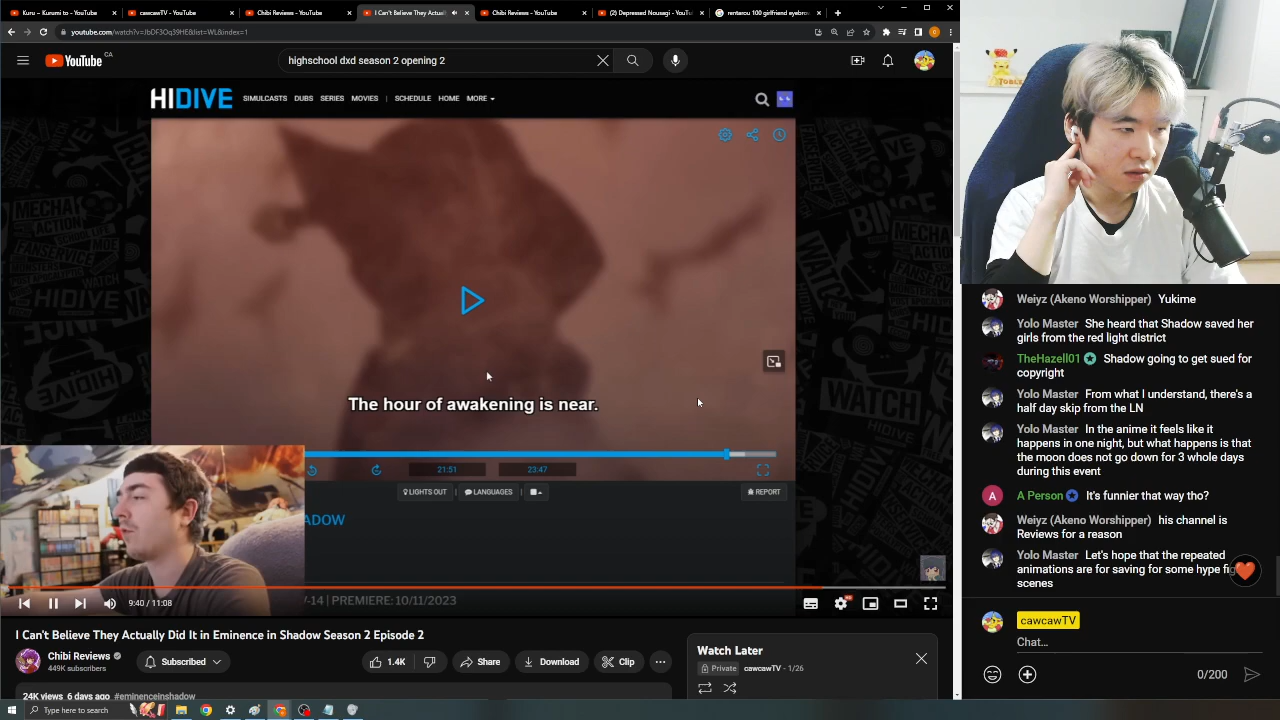 Kuru ~ Kurumi to - YouTube
cawcawTV - YouTube
Chibi Reviews - YouTube
I Can't Believe They Actual
Chibi Reviews - YouTube
(2) Depressed Nousagi - YouT
renterou 100 girlfriend eyebro
youtube.com/watch?v=JbDF3Oq39HE&list=WL&index=1
YouTube CA
highschool dxd season 2 opening 2
HIDIVE
SIMULCASTS DUBS SERIES MOVIES | SCHEDULE HOME MORE
The hour of awakening is near.
21:51 23:47
LIGHTS OUT | LANGUAGES |
REPORT
ADOW
-14 | PREMIERE: 10/11/2023
9:40 / 11:08
I Can't Believe They Actually Did It in Eminence in Shadow Season 2 Episode 2
Chibi Reviews
449K subscribers
Subscribed
1.4K
Share
Download
Clip
24K views 6 days ago #eminenceinshadow
Watch Later
Private cawcawTV - 1/26
Type here to search
Weiyz (Akeno Worshipper) Yukime
Yolo Master She heard that Shadow saved her
girls from the red light district
TheHazell01 Shadow going to get sued for
copyright
Yolo Master From what I understand, there's a
half day skip from the LN
Yolo Master In the anime it feels like it
happens in one night, but what happens is that
the moon does not go down for 3 whole days
during this event
A Person It's funnier that way tho?
Weiyz (Akeno Worshipper) his channel is
Reviews for a reason
Yolo Master Let's hope that the repeated
animations are for saving for some hype fig
scenes
cawcawTV
Chat...
0/200